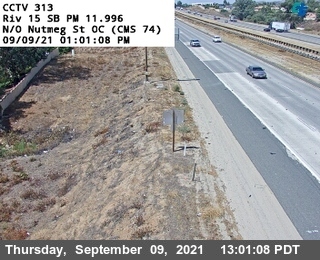 CCTV 313
Riv 15 SB PM 11.996
N/O Nutmeg St OC (CMS 74)
09/09/21 01:01:08 PM
Thursday, September 09, 2021 13:01:08 PDT